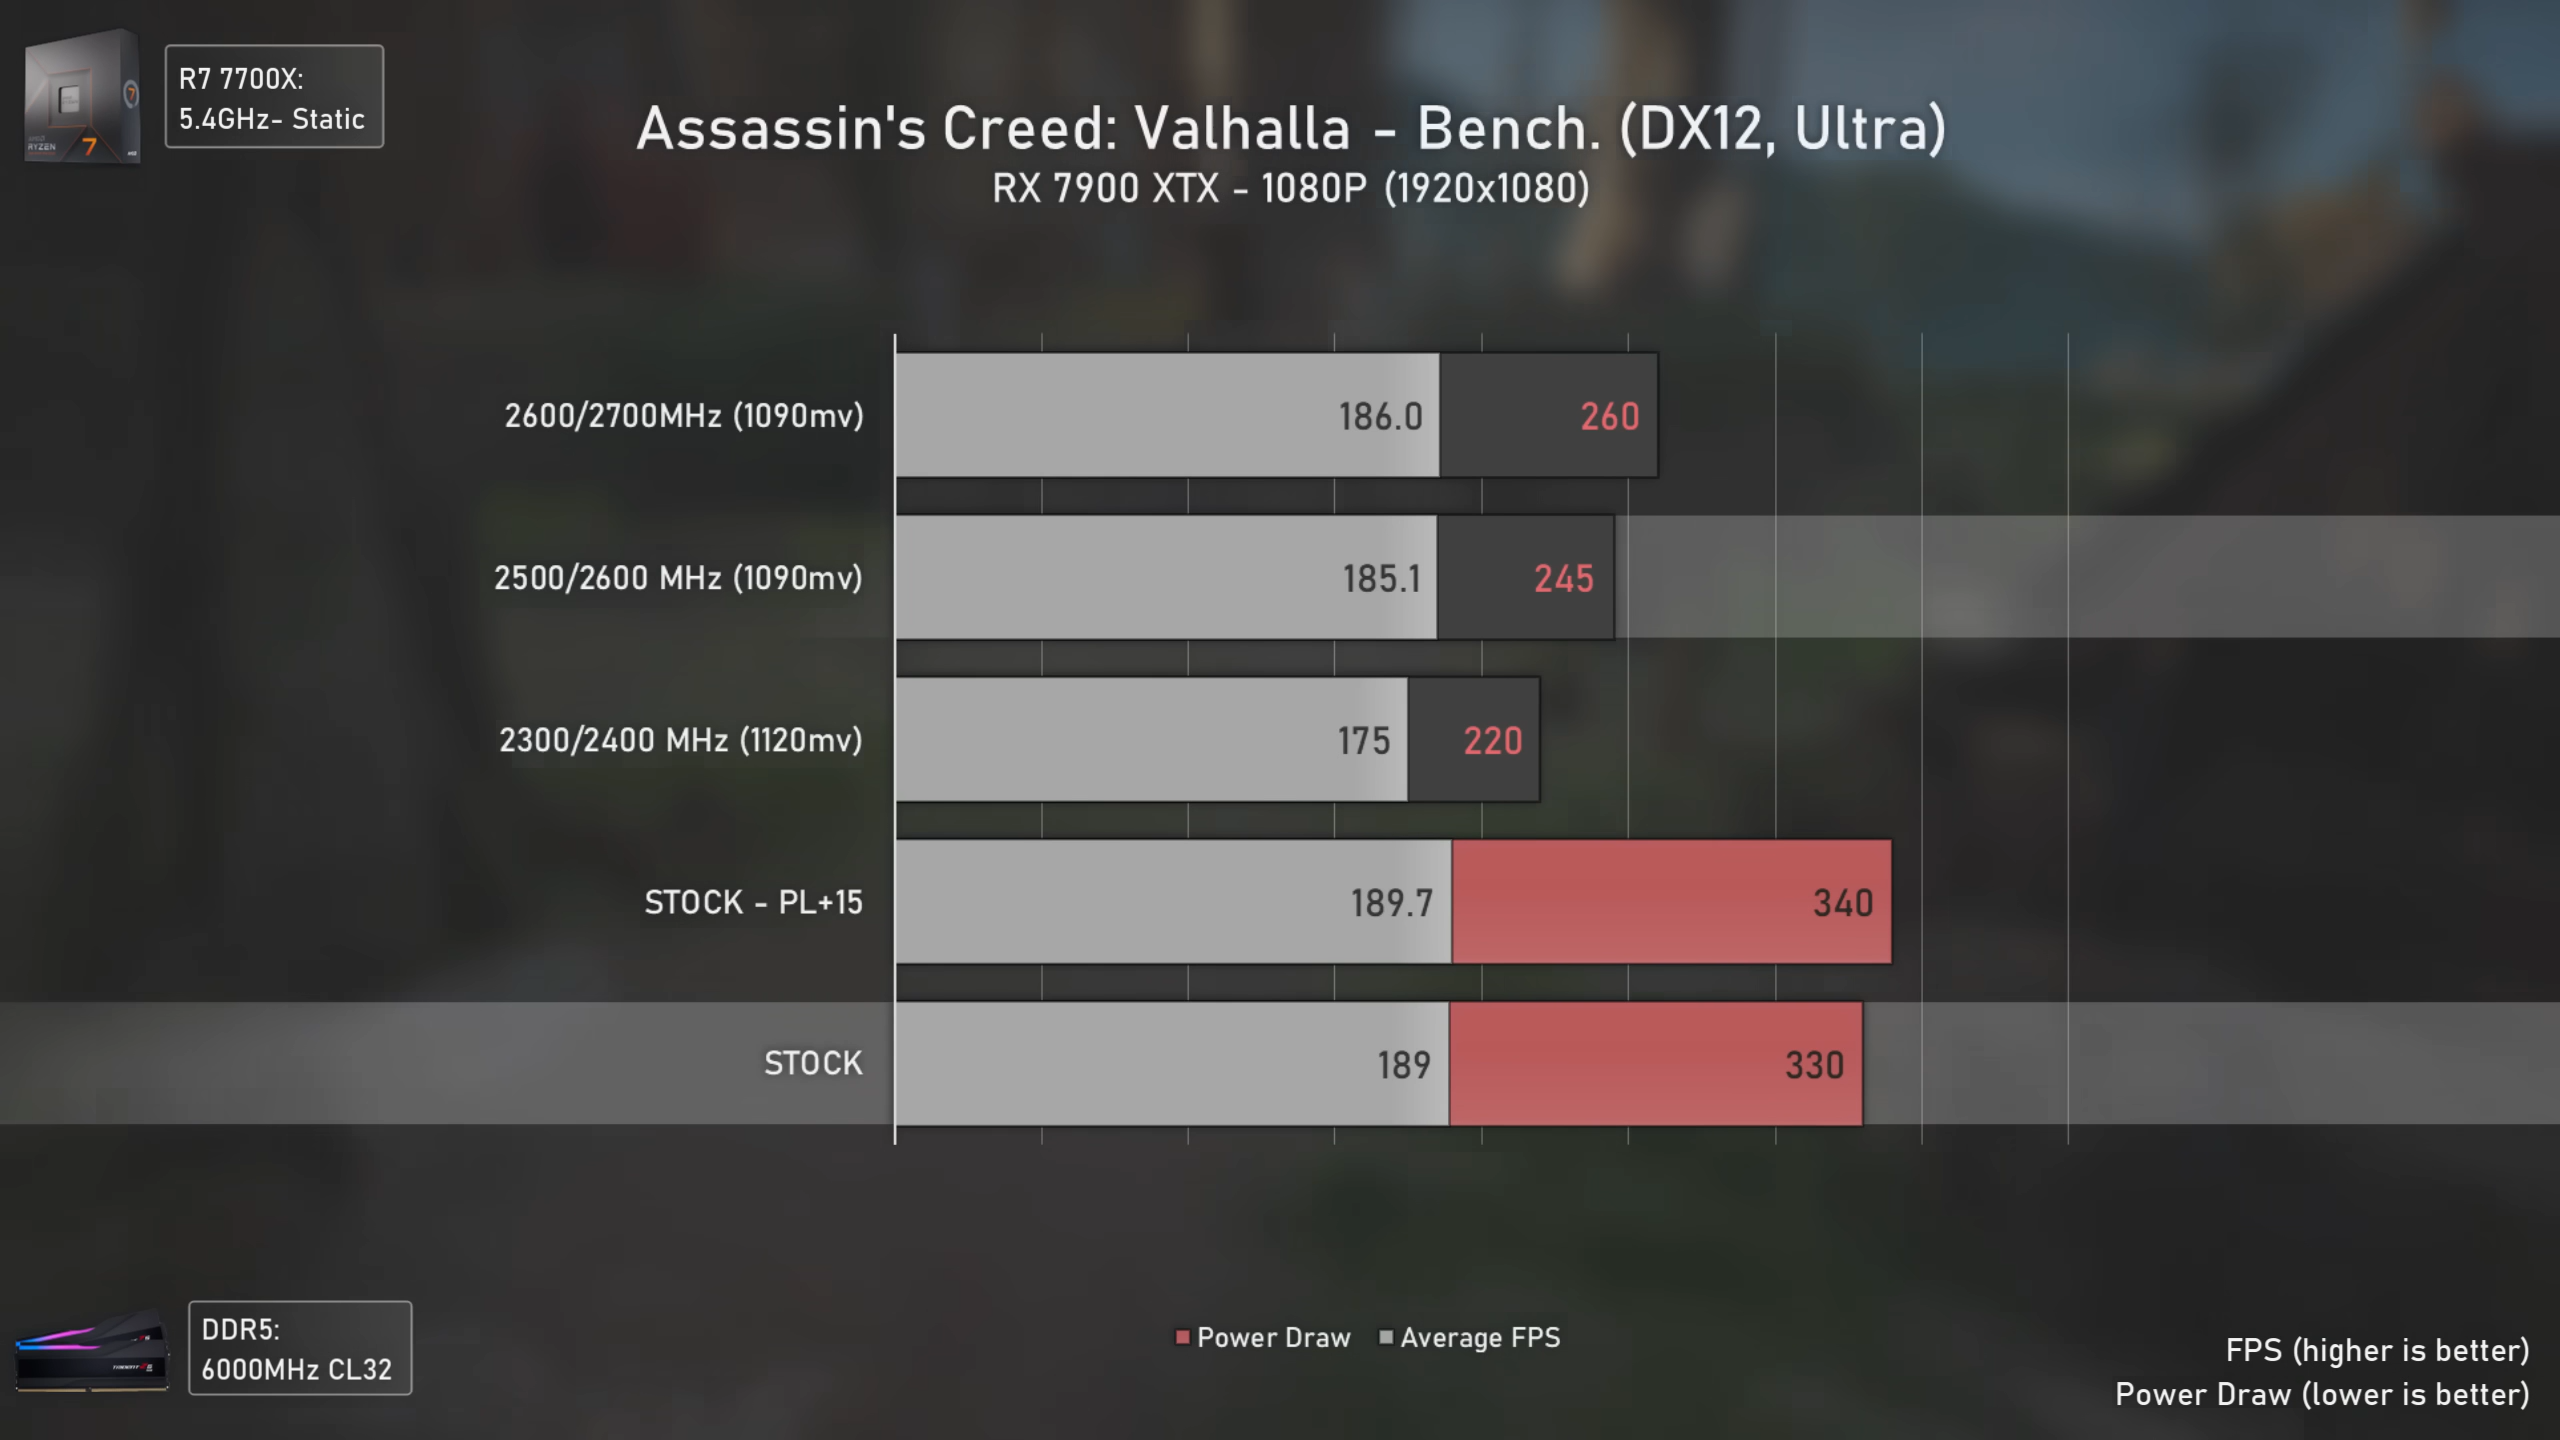 R7 7700X:
5.4GHz- Static
RYZEN
7
7
Assassin's Creed: Valhalla - Bench. (DX12, Ultra)
RX 7900 XTX - 1080P (1920x1080)
2600/2700MHz (1090mv) 186.0 260
2500/2600 MHz (1090mv) 185.1 245
2300/2400 MHz (1120mv) 175 220
STOCK - PL+15 189.7 340
STOCK 189 330
Power Draw Average FPS
DDR5:
6000MHz CL32
FPS (higher is better)
Power Draw (lower is better)